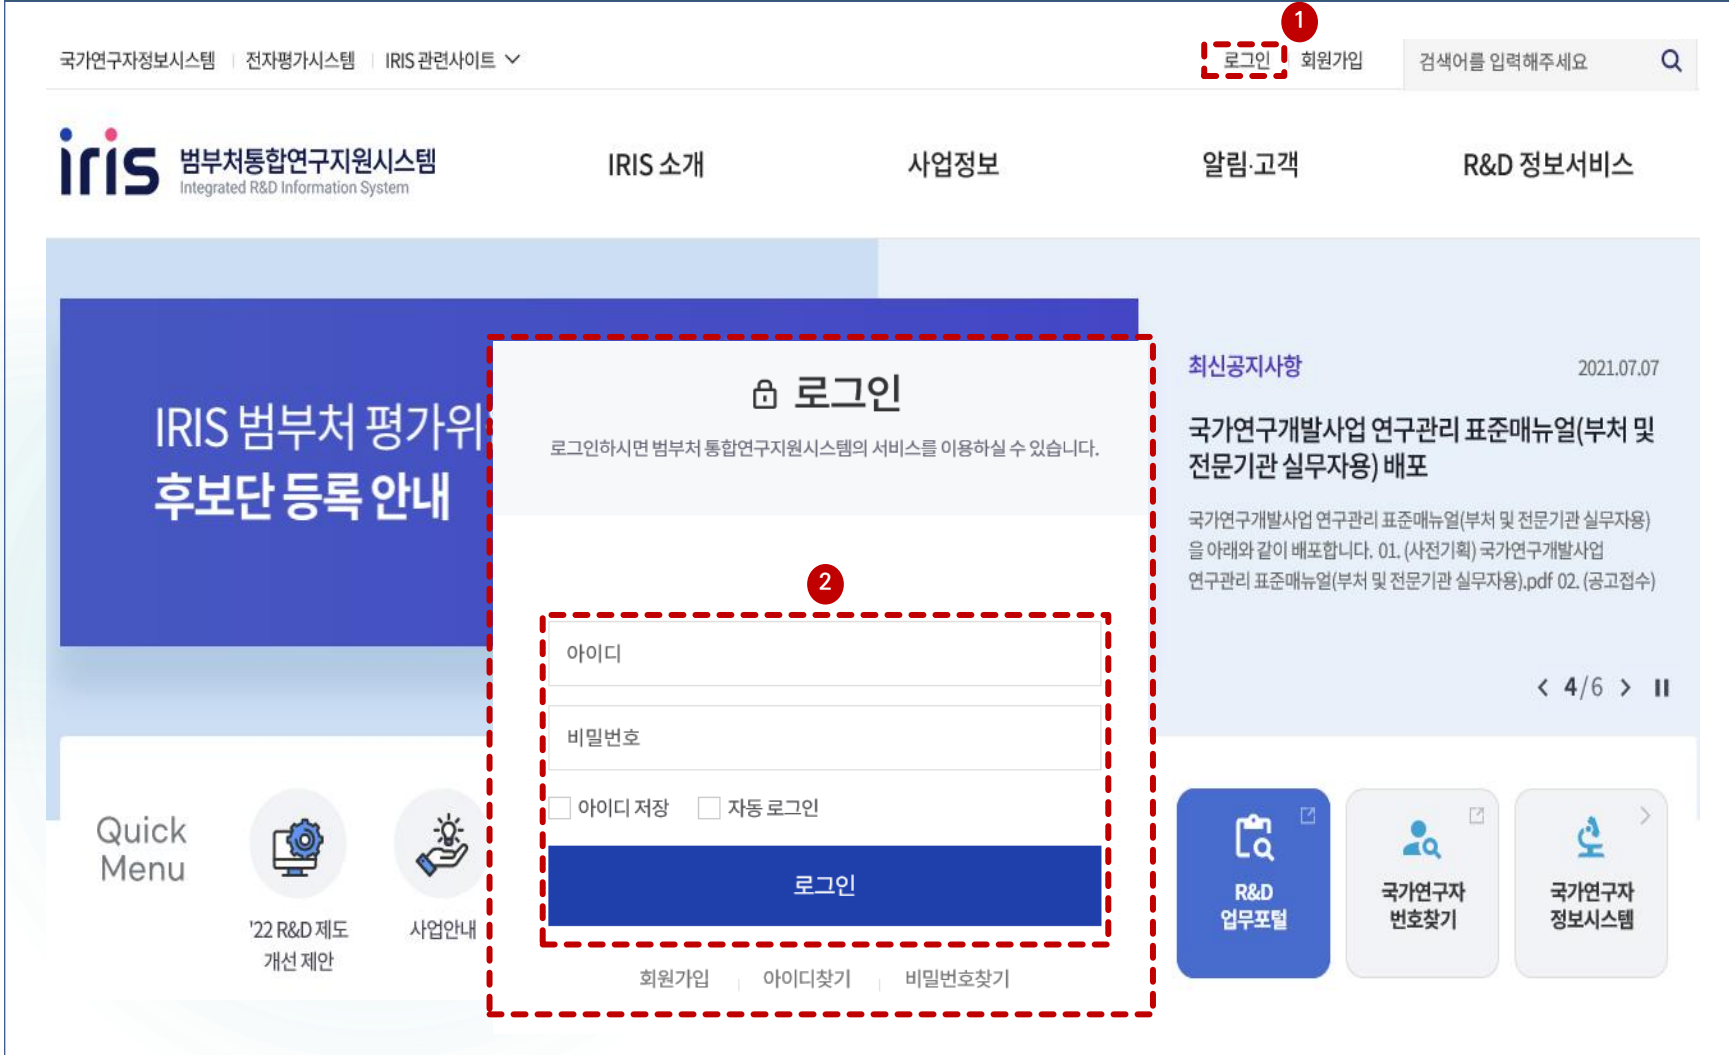 1
국가연구자정보시스템 전자평가시스템 IRIS 관련사이트
로그인 회원가입 검색어를 입력해주세요
iris 범부처통합연구지원시스템
Integrated R&D Information System
IRIS 소개 사업정보 알림·고객 R&D 정보서비스
IRIS 범부처 평가위
후보단 등록 안내
로그인
로그인하시면 범부처 통합연구지원시스템의 서비스를 이용하실 수 있습니다.
2
아이디
비밀번호
아이디 저장 자동 로그인
로그인
회원가입 아이디찾기 비밀번호찾기
최신공지사항 2021.07.07
국가연구개발사업 연구관리 표준매뉴얼(부처 및
전문기관 실무자용) 배포
국가연구개발사업 연구관리 표준매뉴얼(부처 및 전문기관 실무자용)
을 아래와 같이 배포합니다. 01. (사전기획) 국가연구개발사업
연구관리 표준매뉴얼(부처 및 전문기관 실무자용).pdf 02. (공고접수)
4/6
Quick
Menu
'22 R&D 제도
개선 제안
사업안내
R&D
업무포털
국가연구자
번호찾기
국가연구자
정보시스템